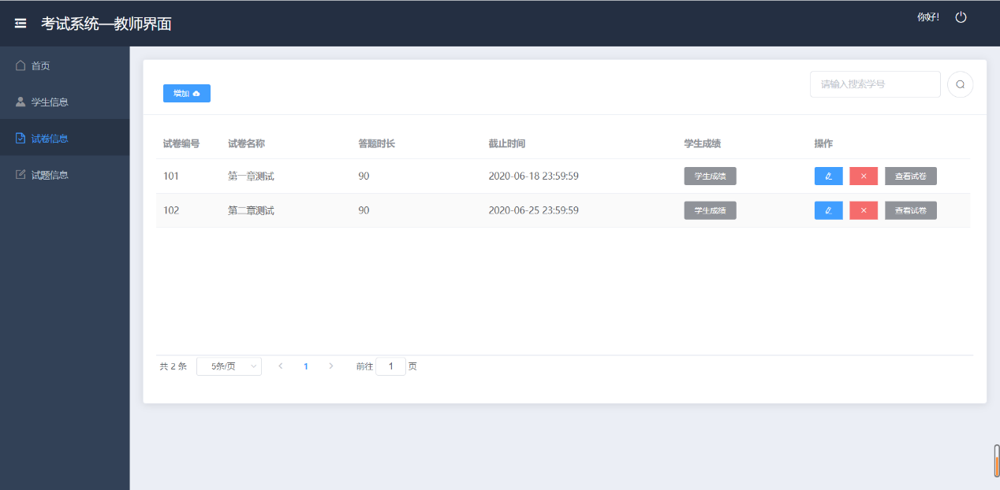 考试系统—教师界面
你好!
首页
学生信息
试卷信息
试题信息
增加
请输入搜索学号
试卷编号 试卷名称 答题时长 截止时间 学生成绩 操作
101 第一章测试 90 2020-06-18 23:59:59 学生成绩 查看试卷
102 第二章测试 90 2020-06-25 23:59:59 学生成绩 查看试卷
共 2 条 5条/页 1 前往 1 页